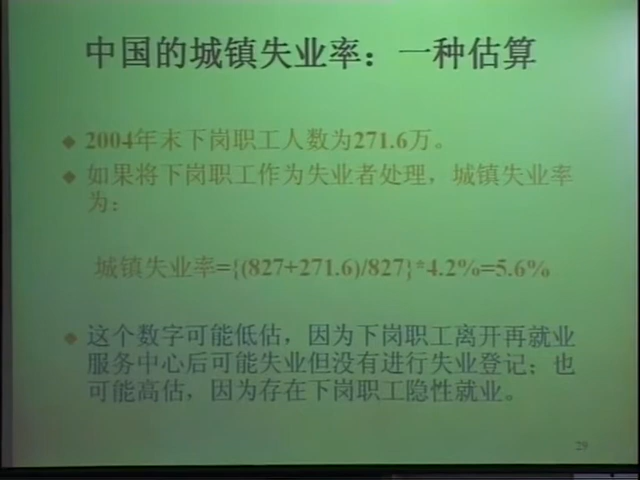 中国的城镇失业率：一种估算
2004年末下岗职工人数为271.6万。
如果将下岗职工作为失业者处理，城镇失业率
为：
城镇失业率={(827+271.6)/827}*4.2%=5.6%
这个数字可能低估，因为下岗职工离开再就业
服务中心后可能失业但没有进行失业登记；也
可能高估，因为存在下岗职工隐性就业。
29